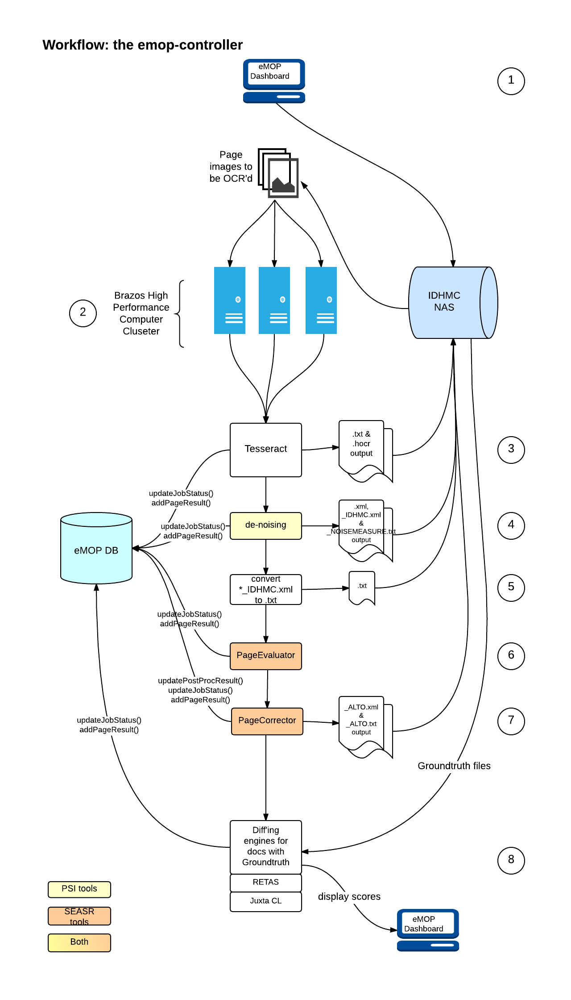 Workflow: the emop-controller
eMOP
Dashboard
1
Page
images to
be OCR'd
IDHMC
NAS
2
Brazos High
Performance
Computer
Cluseter
Tesseract
.txt &
.hocr
output
3
updateJobStatus()
addPageResult()
de-noising
.xml,
_IDHMC.xml
&
_NOISEMEASURE.txt
output
4
updateJobStatus()
addPageResult()
eMOP DB
convert
*_IDHMC.xml
to .txt
.txt
5
updateJobStatus()
addPageResult()
PageEvaluator
6
updatePostProcResult()
updateJobStatus()
addPageResult()
PageCorrector
_ALTO.xml
&
_ALTO.txt
output
7
updateJobStatus()
addPageResult()
Groundtruth files
Diff'ing
engines for
docs with
Groundtruth
8
RETAS
Juxta CL
display scores
eMOP
Dashboard
PSI tools
SEASR
tools
Both